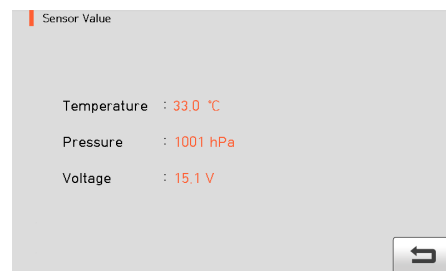 Sensor Value
Temperature : 33.0 ℃
Pressure : 1001 hPa
Voltage : 15.1 V